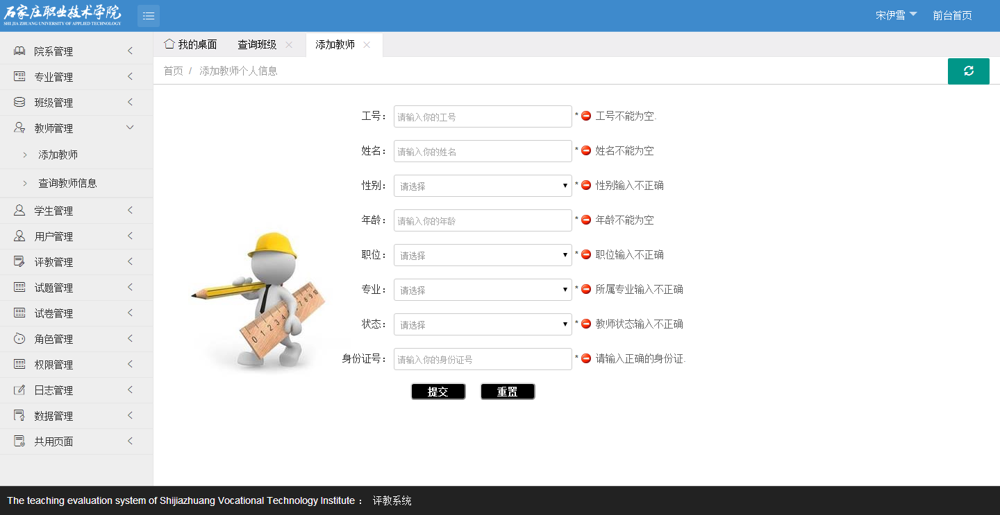 石家庄职业技术学院
SHI JIA ZHUANG UNIVERSITY OF APPLIED TECHNOLOGY
宋伊雪
前台首页
院系管理
专业管理
班级管理
教师管理
添加教师
查询教师信息
学生管理
用户管理
评教管理
试题管理
试卷管理
角色管理
权限管理
日志管理
数据管理
共用页面
我的桌面
查询班级
添加教师
首页 / 添加教师个人信息
工号： 请输入你的工号 * 工号不能为空.
姓名： 请输入你的姓名 * 姓名不能为空
性别： 请选择 * 性别输入不正确
年龄： 请输入你的年龄 * 年龄不能为空
职位： 请选择 * 职位输入不正确
专业： 请选择 * 所属专业输入不正确
状态： 请选择 * 教师状态输入不正确
身份证号： 请输入你的身份证号 * 请输入正确的身份证.
0 1 2 3 4 7 8 9 10
提交 重置
The teaching evaluation system of Shijiazhuang Vocational Technology Institute： 评教系统